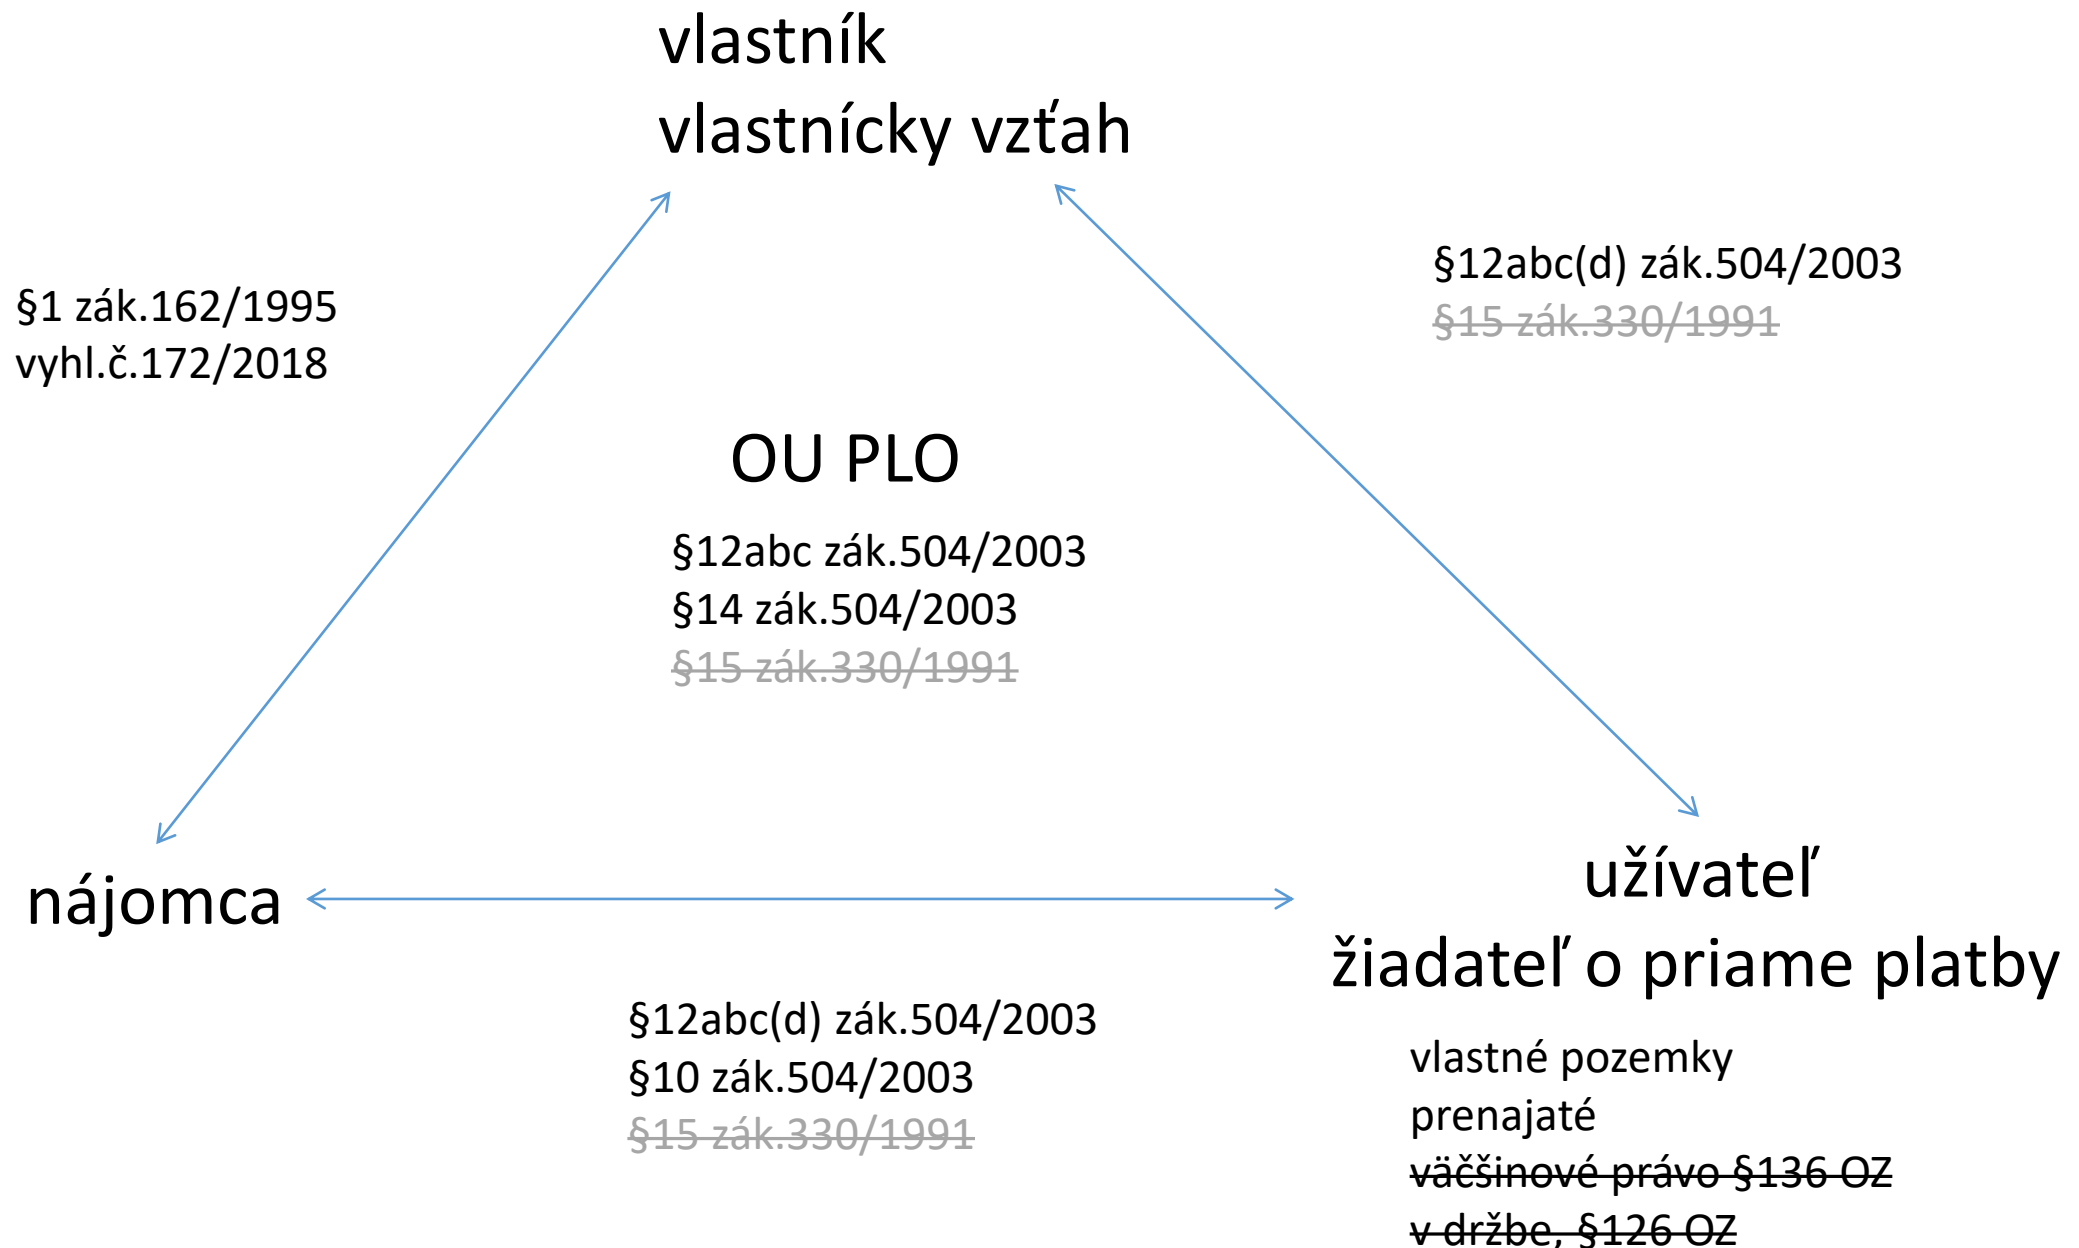 vlastník
vlastnícky vzťah
§1 zák.162/1995
vyhl.č.172/2018
§12abc(d) zák.504/2003
§15 zák.330/1991
OU PLO
§12abc zák.504/2003
§14 zák.504/2003
§15 zák.330/1991
nájomca
užívateľ
žiadateľ o priame platby
§12abc(d) zák.504/2003
§10 zák.504/2003
§15 zák.330/1991
vlastné pozemky
prenajaté
väčšinové právo §136 OZ
v držbe, §126 OZ